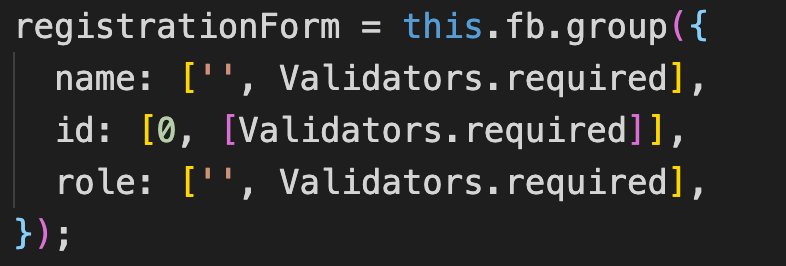 registrationForm = this.fb.group({
  name: ['', Validators.required],
  id: [0, [Validators.required]],
  role: ['', Validators.required],
});